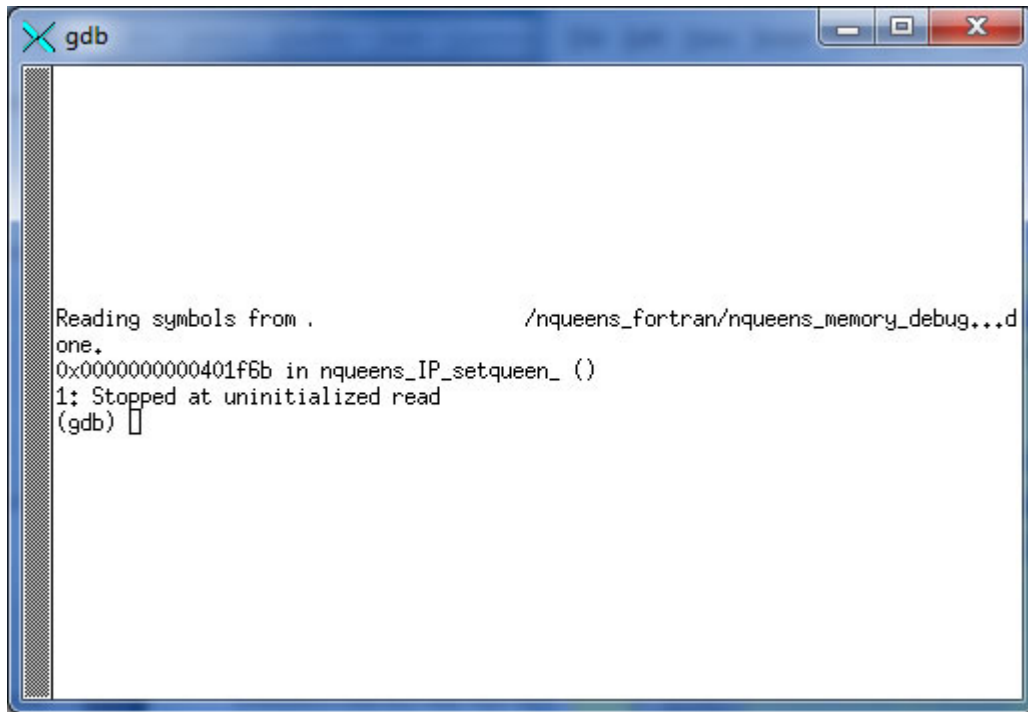 gdb
Reading symbols from . /nqueens_fortran/nqueens_memory_debug...d
one.
0x0000000000401f6b in nqueens_IP_setqueen_ ()
1: Stopped at uninitialized read
(gdb)